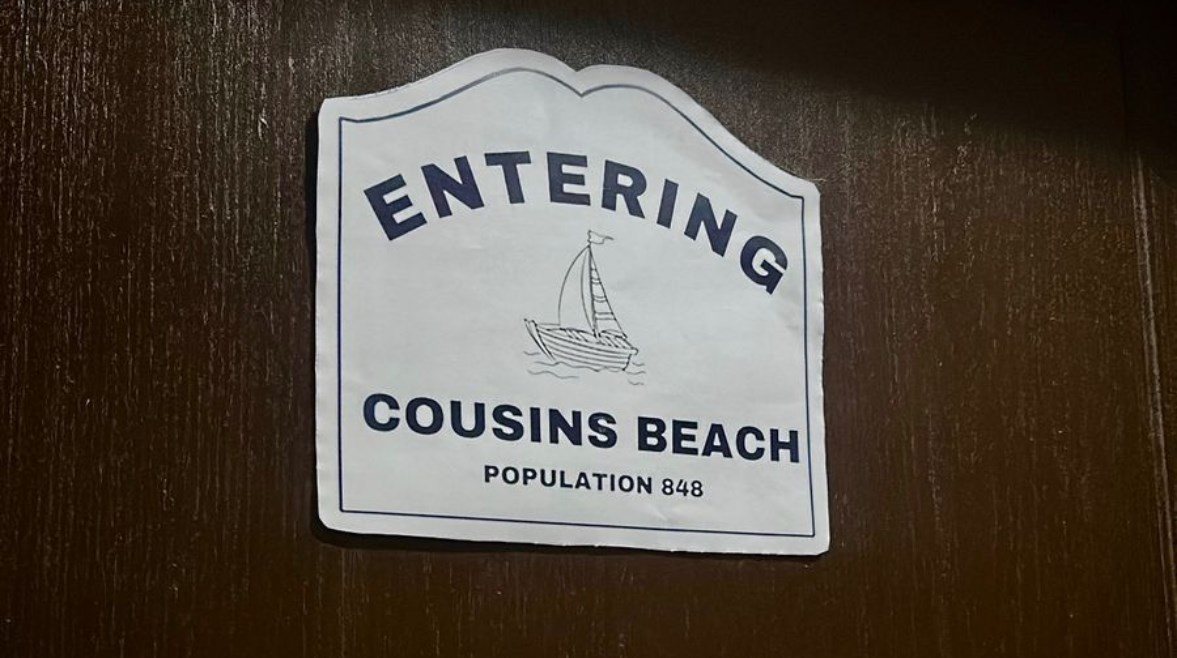 ENTERING
COUSINS BEACH
POPULATION 848